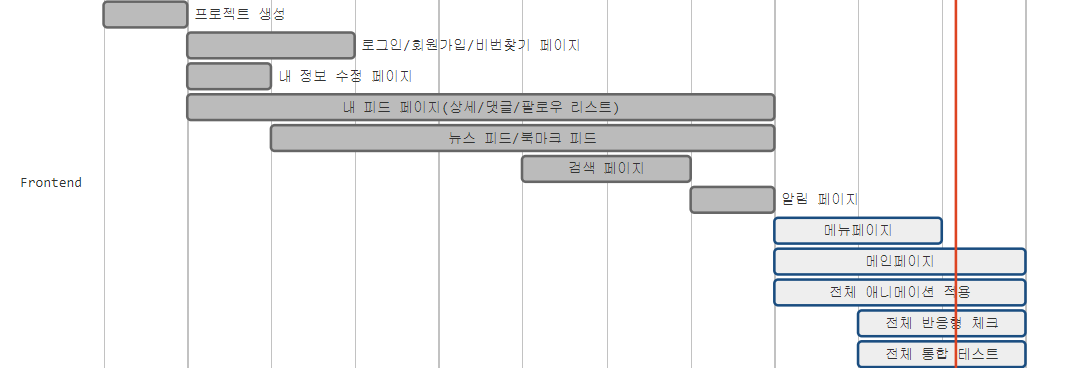 프로젝트 생성
로그인/회원가입/비번찾기 페이지
내 정보 수정 페이지
내 피드 페이지(상세/댓글/팔로우 리스트)
뉴스 피드/북마크 피드
검색 페이지
Frontend
알림 페이지
메뉴페이지
메인페이지
전체 애니메이션 적용
전체 반응형 체크
전체 통합 테스트